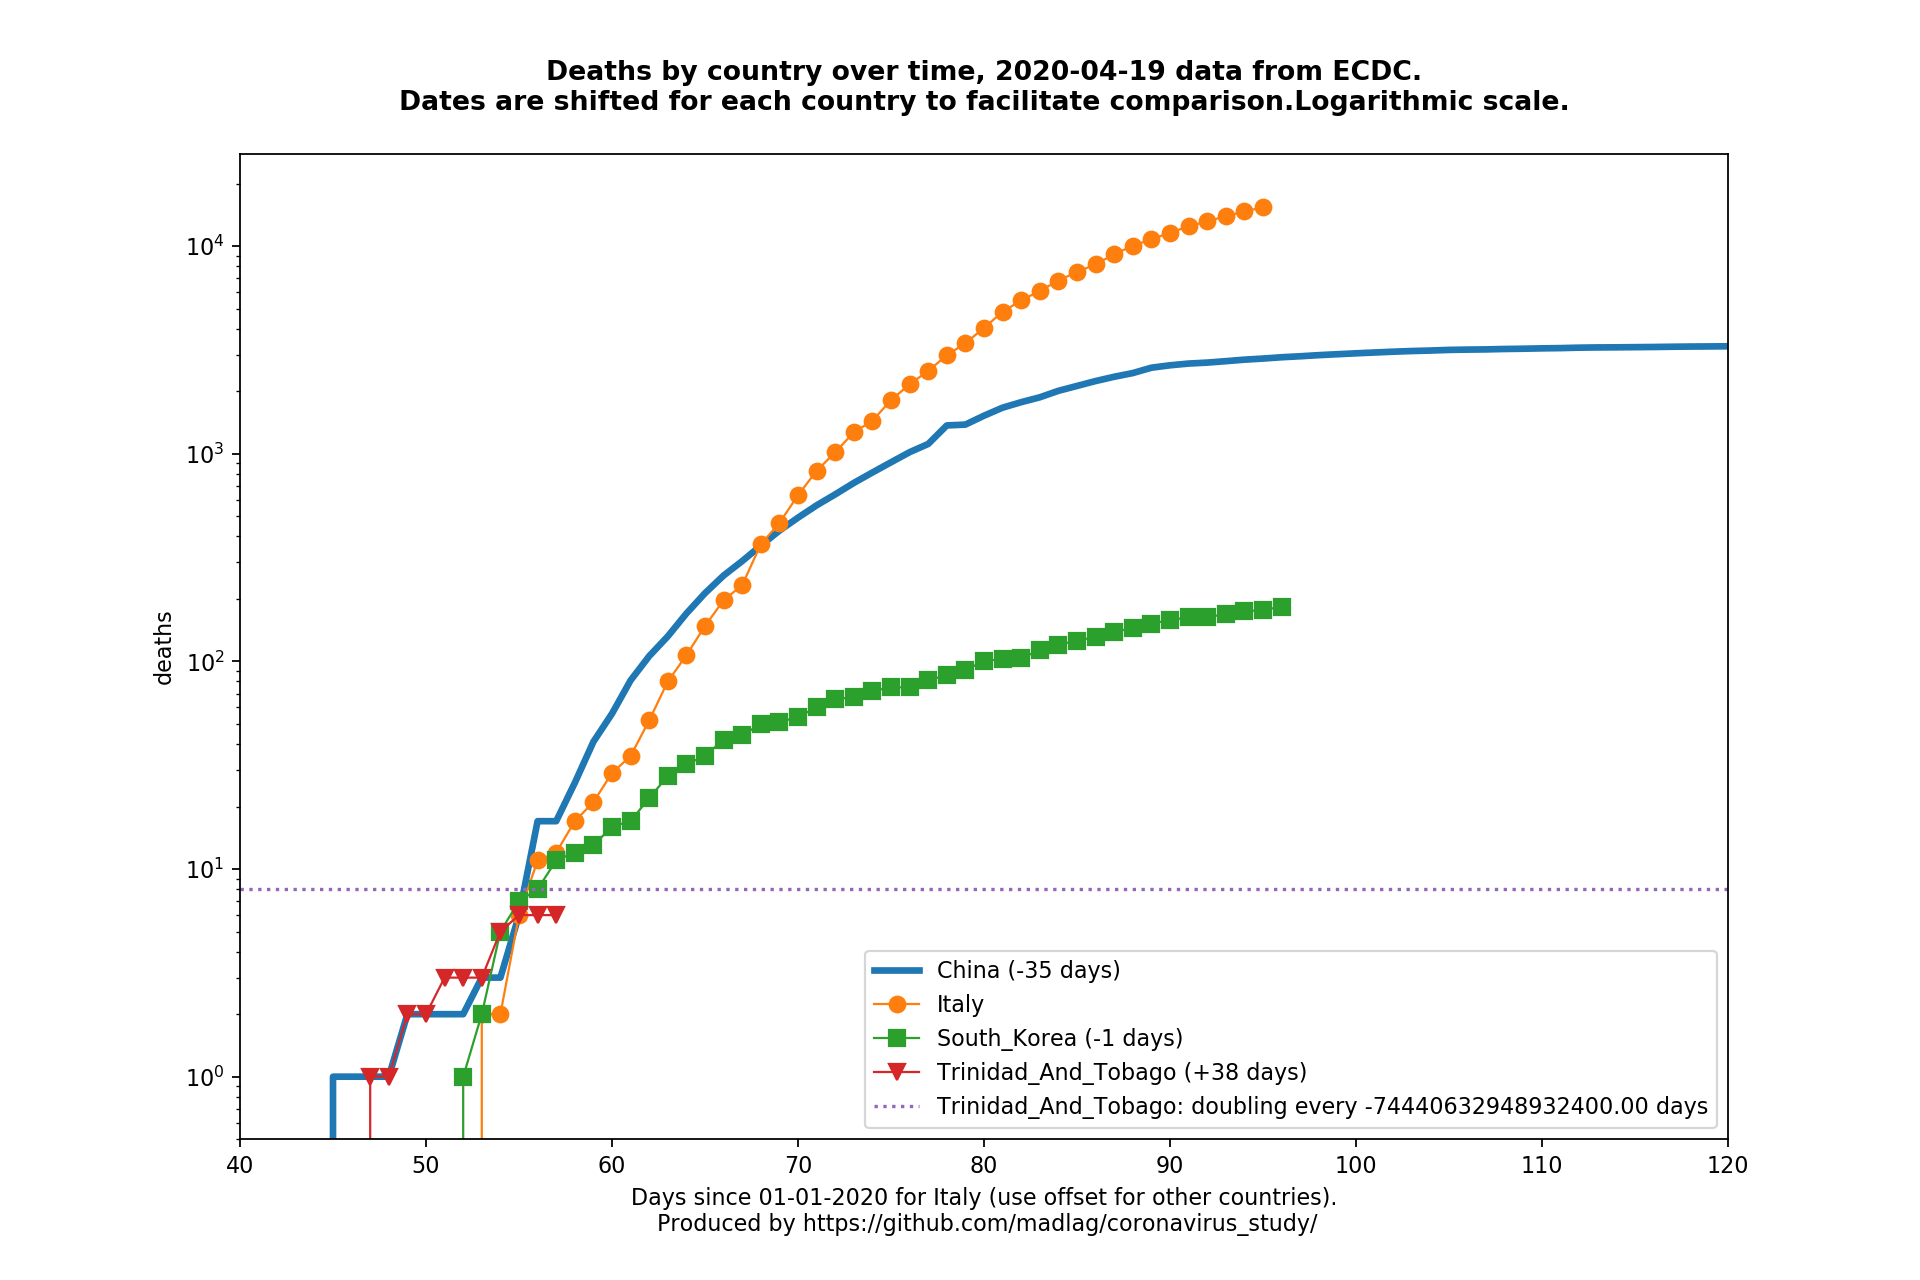 Deaths by country over time, 2020-04-19 data from ECDC.
Dates are shifted for each country to facilitate comparison.Logarithmic scale.
deaths
10⁴
10³
10²
10¹
10⁰
China (-35 days)
Italy
South_Korea (-1 days)
Trinidad_And_Tobago (+38 days)
Trinidad_And_Tobago: doubling every -74440632948932400.00 days
40 50 60 70 80 90 100 110 120
Days since 01-01-2020 for Italy (use offset for other countries).
Produced by https://github.com/madlag/coronavirus_study/